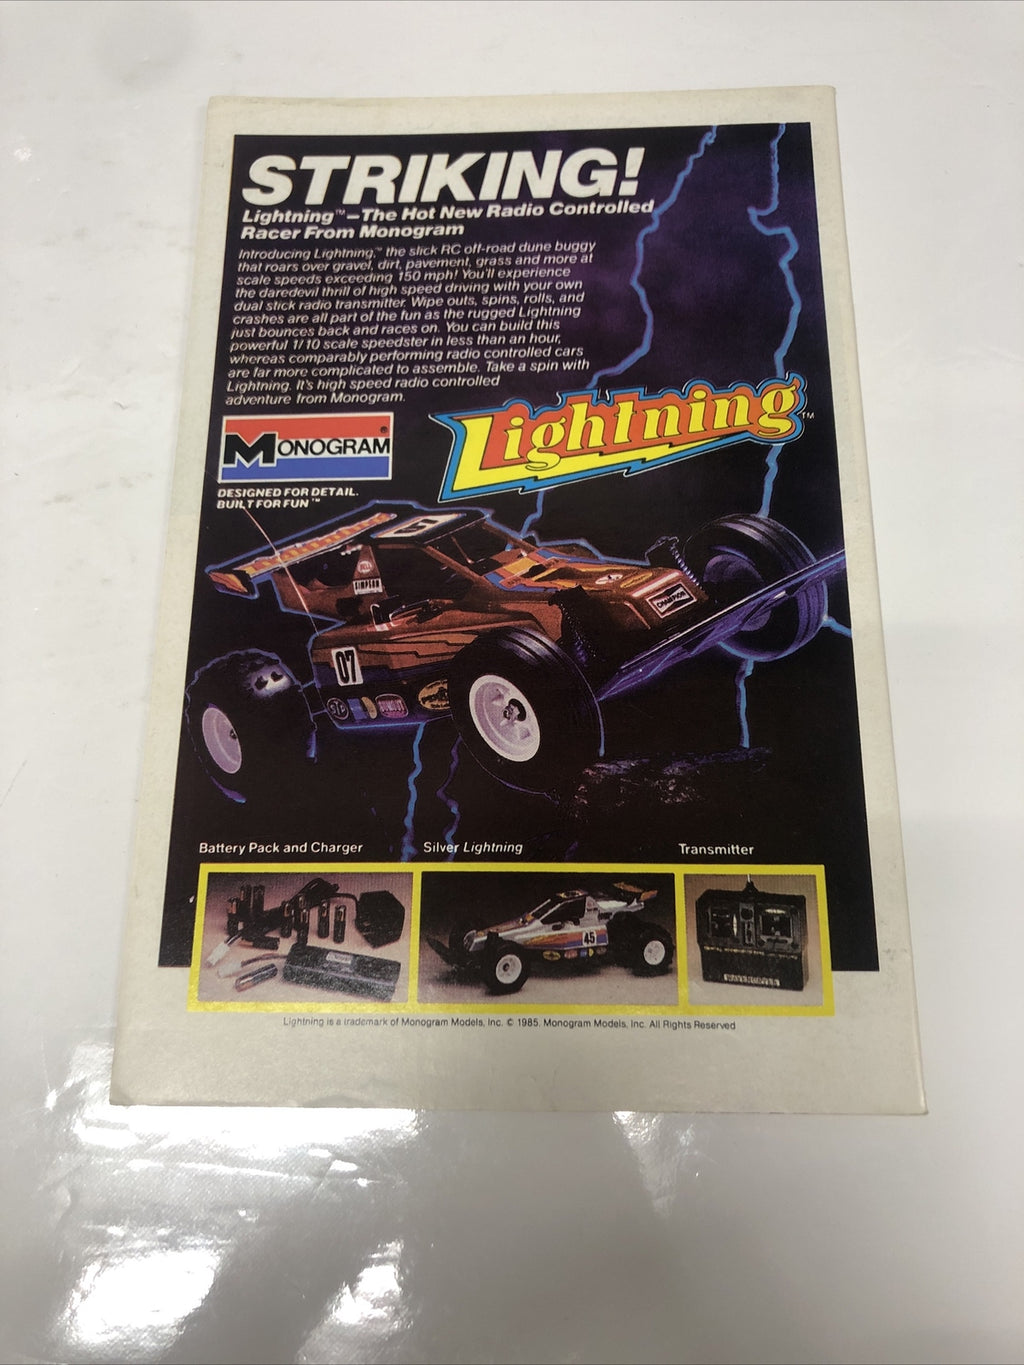 STRIKING!
Lightning™—The Hot New Radio Controlled
Racer From Monogram
Introducing Lightning,™ the slick RC off-road dune buggy
that roars over gravel, dirt, pavement, grass and more at
scale speeds exceeding 150 mph! You'll experience
the daredevil thrill of high speed driving with your own
dual stick radio transmitter. Wipe outs, spins, rolls, and
crashes are all part of the fun as the rugged Lightning
just bounces back and races on. You can build this
powerful 1/10 scale speedster in less than an hour,
whereas comparably performing radio controlled cars
are far more complicated to assemble. Take a spin with
Lightning. It's high speed radio controlled
adventure from Monogram.
Lightning™
MONOGRAM®
DESIGNED FOR DETAIL.
BUILT FOR FUN™
07
BELL
SIMPSON
CHAMPION
07
STP
Battery Pack and Charger
Silver Lightning
Transmitter
45
Lightning is a trademark of Monogram Models, Inc. © 1985. Monogram Models, Inc. All Rights Reserved